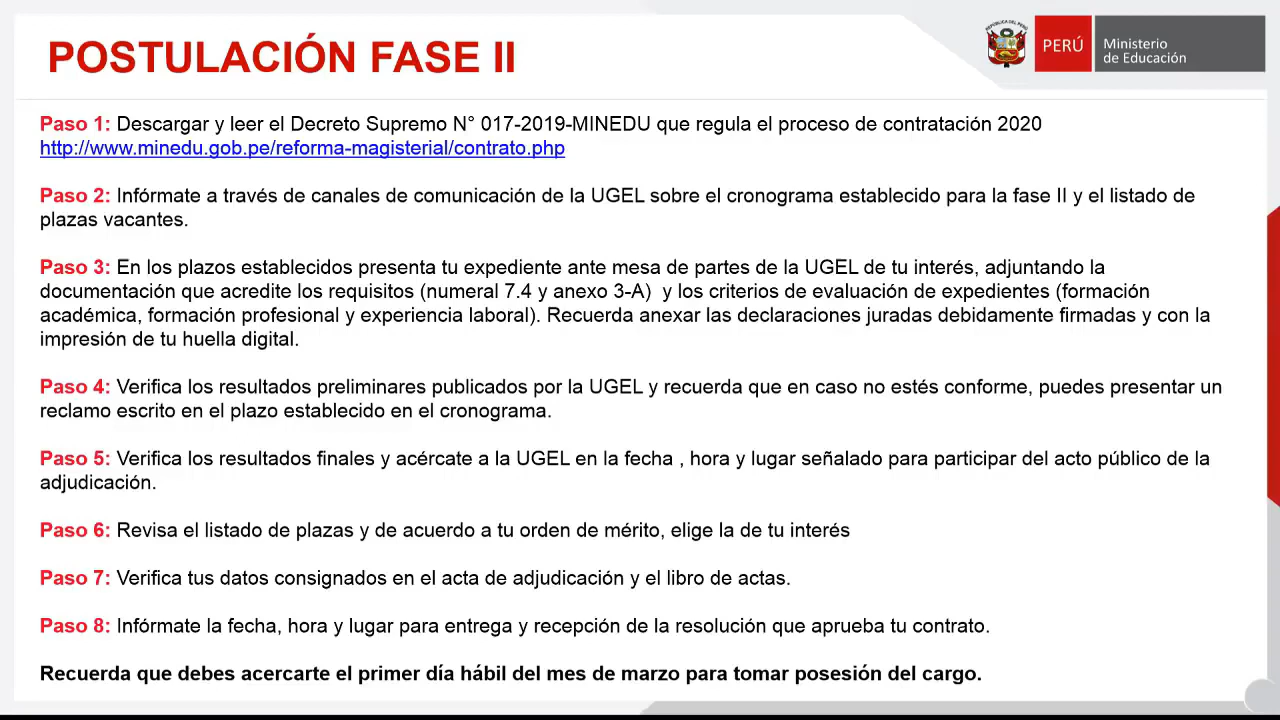 POSTULACIÓN FASE II
REPÚBLICA DEL PERÚ
PERÚ
Ministerio
de Educación
Paso 1: Descargar y leer el Decreto Supremo N° 017-2019-MINEDU que regula el proceso de contratación 2020
http://www.minedu.gob.pe/reforma-magisterial/contrato.php
Paso 2: Infórmate a través de canales de comunicación de la UGEL sobre el cronograma establecido para la fase II y el listado de
plazas vacantes.
Paso 3: En los plazos establecidos presenta tu expediente ante mesa de partes de la UGEL de tu interés, adjuntando la
documentación que acredite los requisitos (numeral 7.4 y anexo 3-A)  y los criterios de evaluación de expedientes (formación
académica, formación profesional y experiencia laboral). Recuerda anexar las declaraciones juradas debidamente firmadas y con la
impresión de tu huella digital.
Paso 4: Verifica los resultados preliminares publicados por la UGEL y recuerda que en caso no estés conforme, puedes presentar un
reclamo escrito en el plazo establecido en el cronograma.
Paso 5: Verifica los resultados finales y acércate a la UGEL en la fecha , hora y lugar señalado para participar del acto público de la
adjudicación.
Paso 6: Revisa el listado de plazas y de acuerdo a tu orden de mérito, elige la de tu interés
Paso 7: Verifica tus datos consignados en el acta de adjudicación y el libro de actas.
Paso 8: Infórmate la fecha, hora y lugar para entrega y recepción de la resolución que aprueba tu contrato.
Recuerda que debes acercarte el primer día hábil del mes de marzo para tomar posesión del cargo.